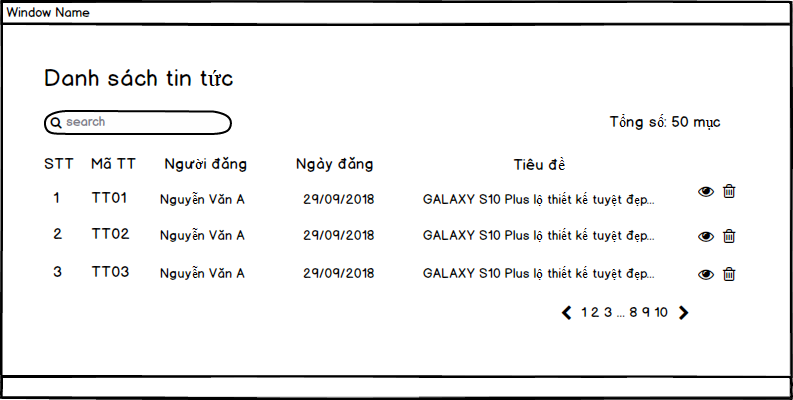 Window Name
Danh sách tin tức
search
Tổng số: 50 mục
STT Mã TT Người đăng Ngày đăng Tiêu đề
1 TT01 Nguyễn Văn A 29/09/2018 GALAXY S10 Plus lộ thiết kế tuyệt đẹp...
2 TT02 Nguyễn Văn A 29/09/2018 GALAXY S10 Plus lộ thiết kế tuyệt đẹp...
3 TT03 Nguyễn Văn A 29/09/2018 GALAXY S10 Plus lộ thiết kế tuyệt đẹp...
1 2 3 ... 8 9 10